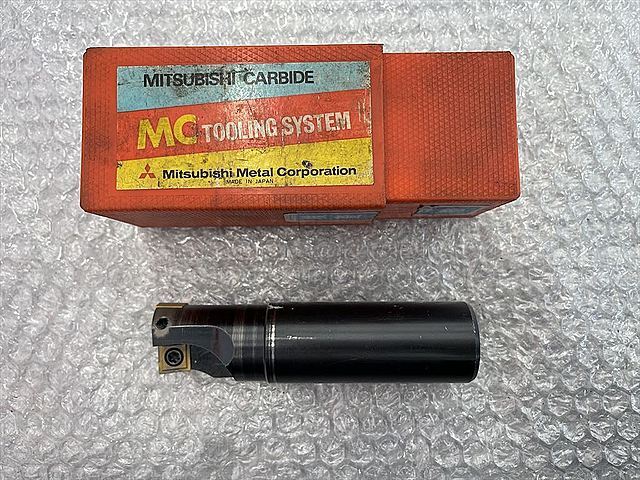 MITSUBISHI CARBIDE
MC TOOLING SYSTEM
Mitsubishi Metal Corporation
MADE IN JAPAN